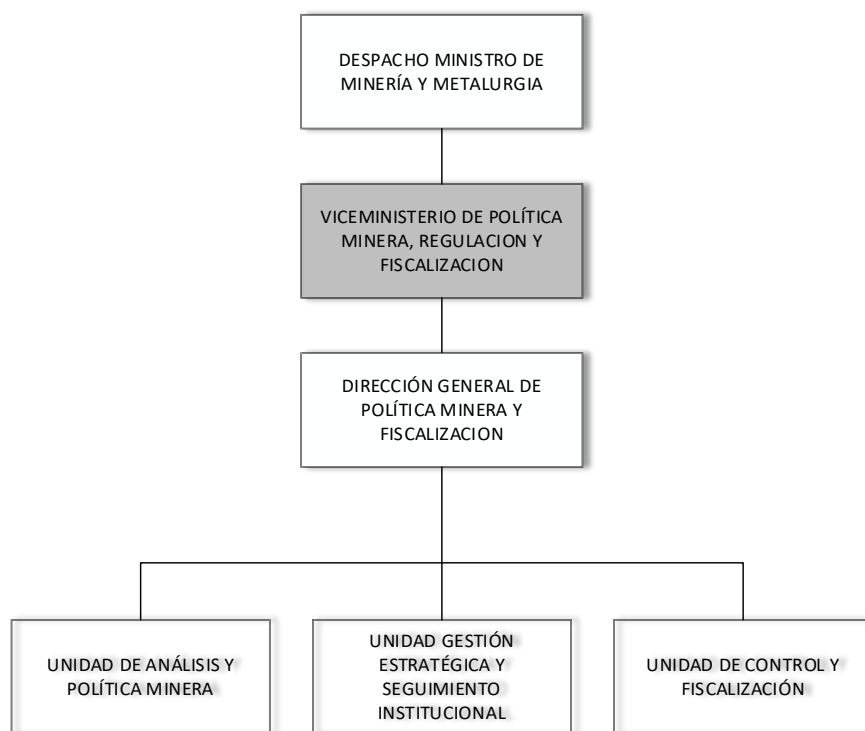 DESPACHO MINISTRO DE
MINERÍA Y METALURGIA
VICEMINISTERIO DE POLÍTICA
MINERA, REGULACION Y
FISCALIZACION
DIRECCIÓN GENERAL DE
POLÍTICA MINERA Y
FISCALIZACION
UNIDAD DE ANÁLISIS Y
POLÍTICA MINERA
UNIDAD GESTIÓN
ESTRATÉGICA Y
SEGUIMIENTO
INSTITUCIONAL
UNIDAD DE CONTROL Y
FISCALIZACIÓN